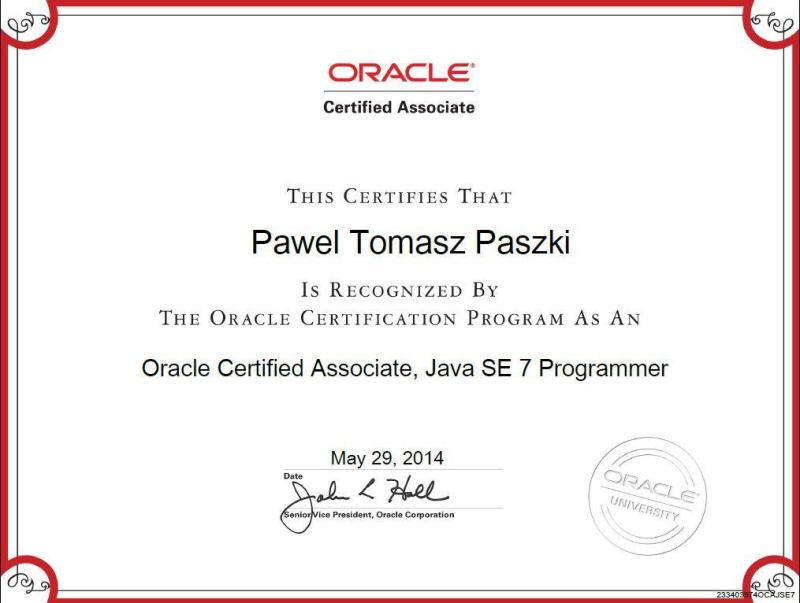 ORACLE®
Certified Associate
THIS CERTIFIES THAT
Pawel Tomasz Paszki
IS RECOGNIZED BY
THE ORACLE CERTIFICATION PROGRAM AS AN
Oracle Certified Associate, Java SE 7 Programmer
May 29, 2014
Date
John L Hall
Senior Vice President, Oracle Corporation
ORACLE®
UNIVERSITY
233403974OCAJSE7